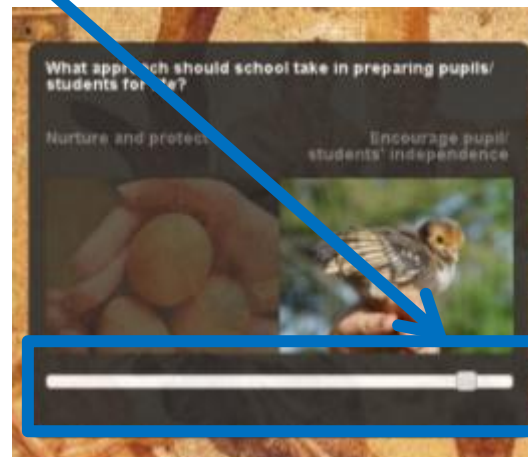 What approach should school take in preparing pupils/
students for life?
Nurture and protect
Encourage pupil/
students' independence